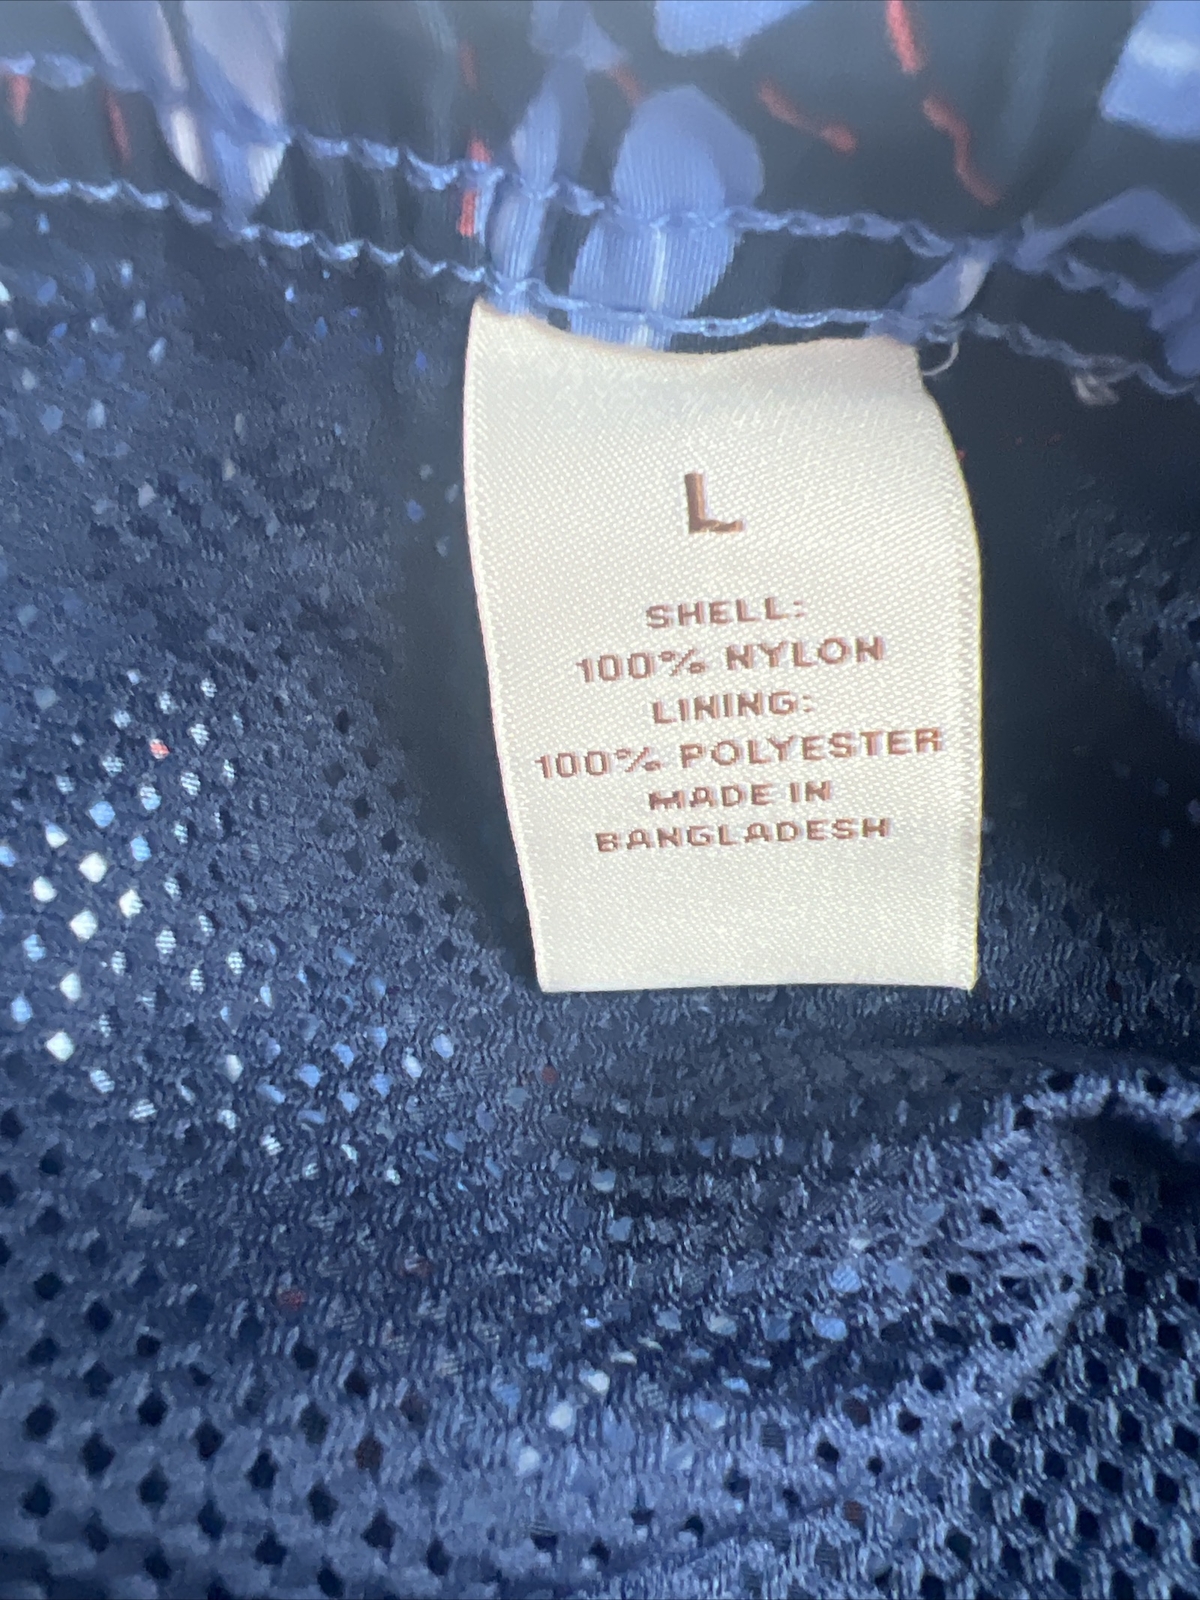 L
SHELL:
100% NYLON
LINING:
100% POLYESTER
MADE IN
BANGLADESH